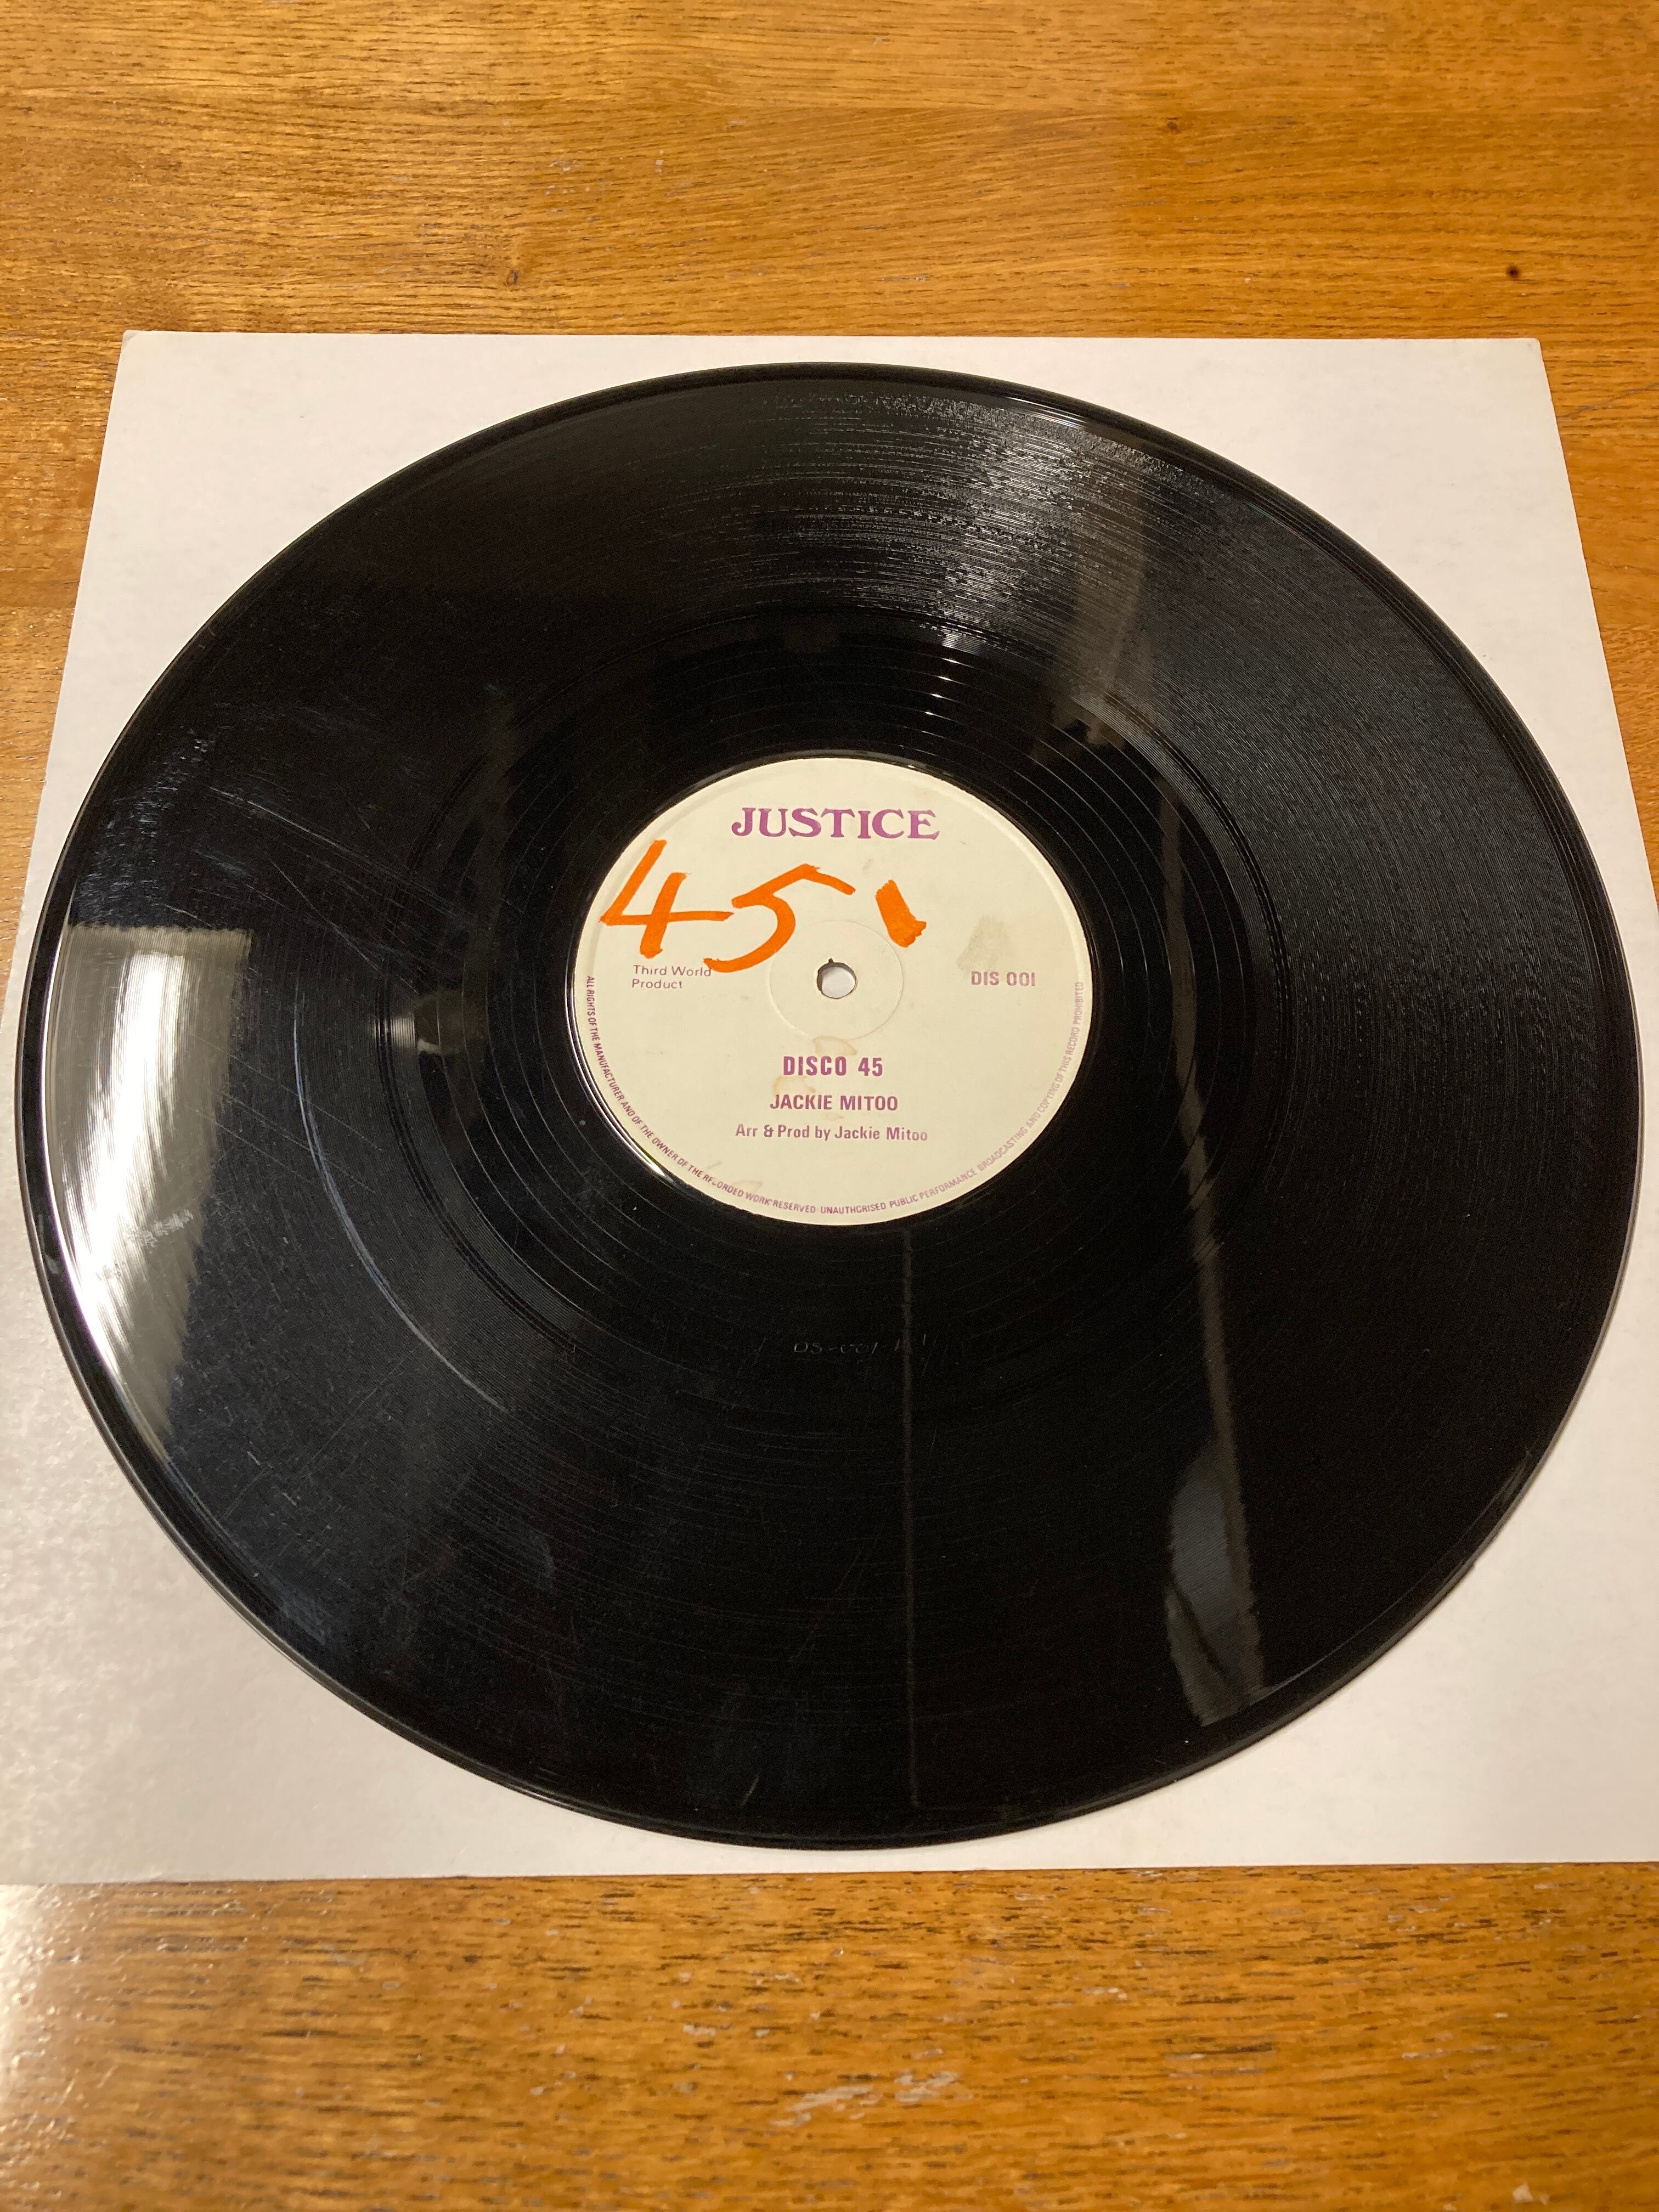 JUSTICE
45
Third World
Product
DIS 001
DISCO 45
JACKIE MITOO
Arr & Prod by Jackie Mitoo
ALL RIGHTS OF THE MANUFACTURER AND OF THE OWNER OF THE RECORDED WORK RESERVED UNAUTHORISED PUBLIC PERFORMANCE BROADCASTING AND COPYING OF THIS RECORD PROHIBITED